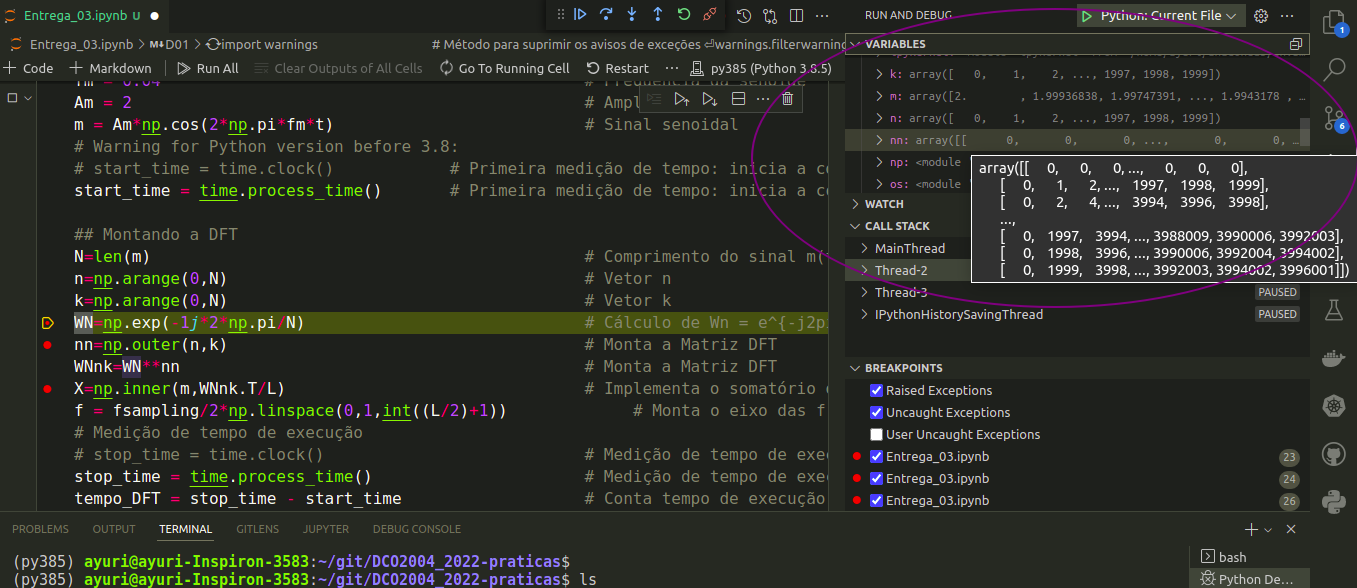 Entrega_03.ipynb U
Entrega_03.ipynb > M↓D01 > import warnings # Método para suprimir os avisos de exceções ⏎warnings.filterwarning
+ Code + Markdown Run All Clear Outputs of All Cells Go To Running Cell Restart ... py385 (Python 3.8.5)
Am = 2 # Ampl
m = Am*np.cos(2*np.pi*fm*t) # Sinal senoidal
# Warning for Python version before 3.8:
# start_time = time.clock() # Primeira medição de tempo: inicia a co
start_time = time.process_time() # Primeira medição de tempo: inicia a co
## Montando a DFT
N=len(m) # Comprimento do sinal m(
n=np.arange(0,N) # Vetor n
k=np.arange(0,N) # Vetor k
WN=np.exp(-1j*2*np.pi/N) # Cálculo de Wn = e^{-j2p
nn=np.outer(n,k) # Monta a Matriz DFT
WNnk=WN**nn # Monta a Matriz DFT
X=np.inner(m,WNnk.T/L) # Implementa o somatório
f = fsampling/2*np.linspace(0,1,int((L/2)+1)) # Monta o eixo das f
# Medição de tempo de execução
# stop_time = time.clock() # Medição de tempo de exe
stop_time = time.process_time() # Medição de tempo de exe
tempo_DFT = stop_time - start_time # Conta tempo de execução
RUN AND DEBUG Python: Current File ...
VARIABLES
> k: array([ 0, 1, 2, ..., 1997, 1998, 1999])
> m: array([2. , 1.99936838, 1.99747391, ..., 1.9943178 , ...
> n: array([ 0, 1, 2, ..., 1997, 1998, 1999])
> nn: array([[ 0, 0, 0, ..., 0, 0, ...
> np: <module
> os: <module
array([[ 0, 0, 0, ..., 0, 0, 0],
[ 0, 1, 2, ..., 1997, 1998, 1999],
[ 0, 2, 4, ..., 3994, 3996, 3998],
...,
[ 0, 1997, 3994, ..., 3988009, 3990006, 3992003],
[ 0, 1998, 3996, ..., 3990006, 3992004, 3994002],
[ 0, 1999, 3998, ..., 3992003, 3994002, 3996001]])
WATCH
CALL STACK
> MainThread
> Thread-2
> Thread-3 PAUSED
> IPythonHistorySavingThread PAUSED
BREAKPOINTS
Raised Exceptions
Uncaught Exceptions
User Uncaught Exceptions
Entrega_03.ipynb 23
Entrega_03.ipynb 24
Entrega_03.ipynb 26
1
6
PROBLEMS OUTPUT TERMINAL GITLENS JUPYTER DEBUG CONSOLE
(py385) ayuri@ayuri-Inspiron-3583:~/git/DCO2004_2022-praticas$
(py385) ayuri@ayuri-Inspiron-3583:~/git/DCO2004_2022-praticas$ ls
bash
Python De...